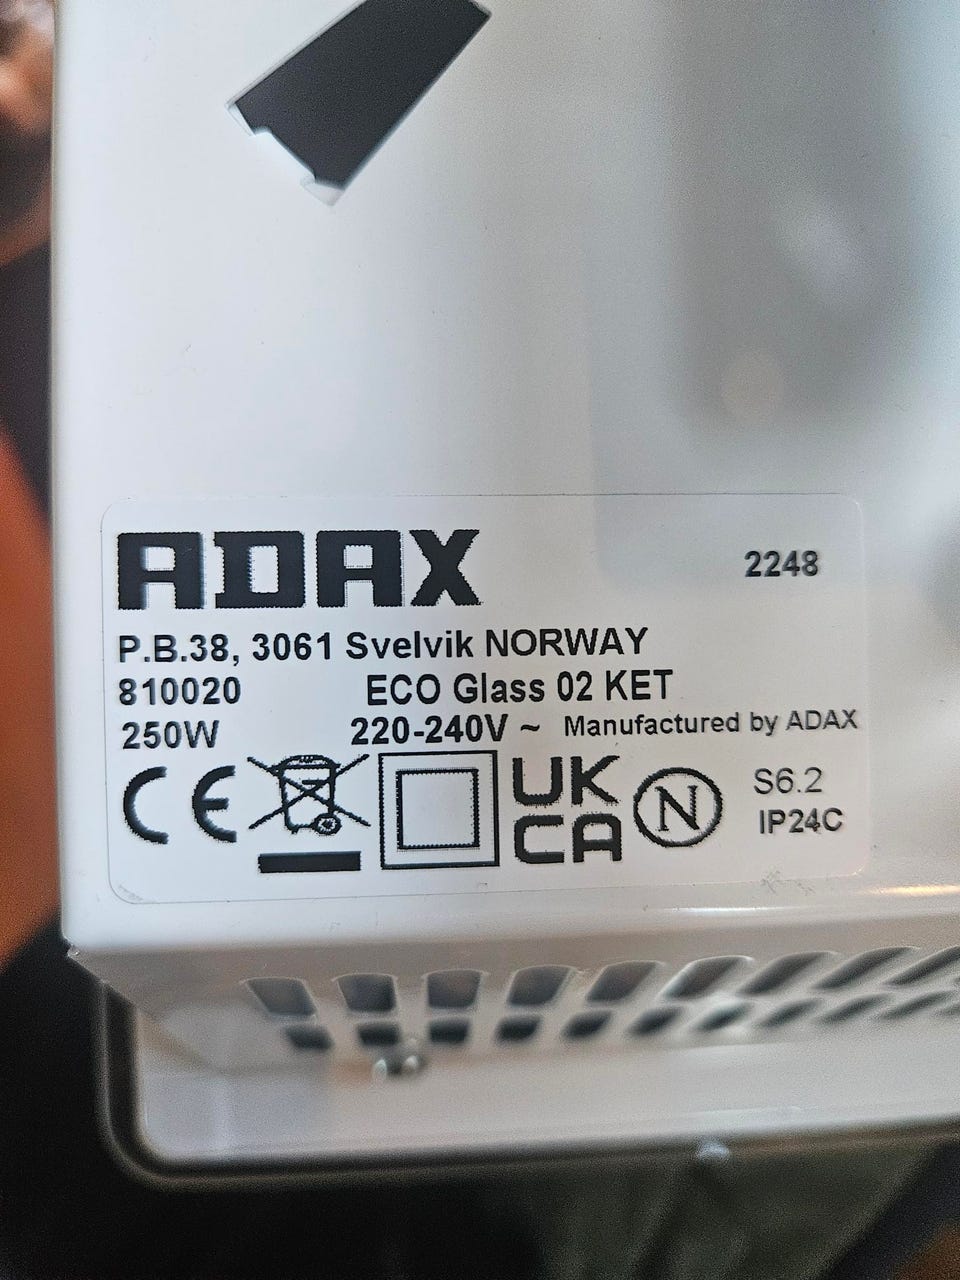 ADAX 2248
P.B.38, 3061 Svelvik NORWAY
810020 ECO Glass 02 KET
250W 220-240V ~ Manufactured by ADAX
CE UK CA N S6.2
IP24C